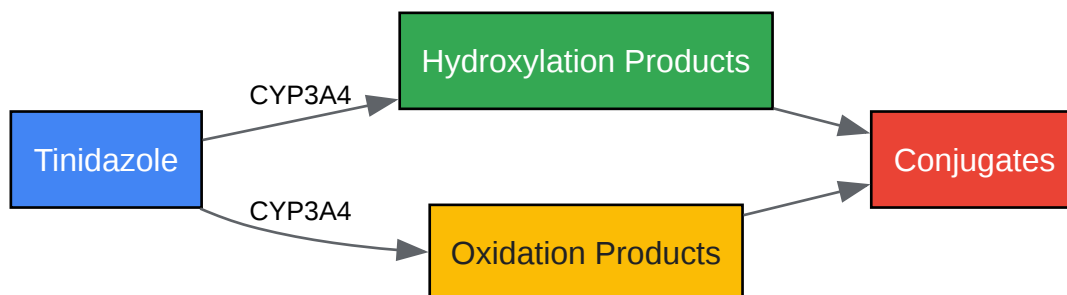 Tinidazole
CYP3A4
CYP3A4
Hydroxylation Products
Oxidation Products
Conjugates